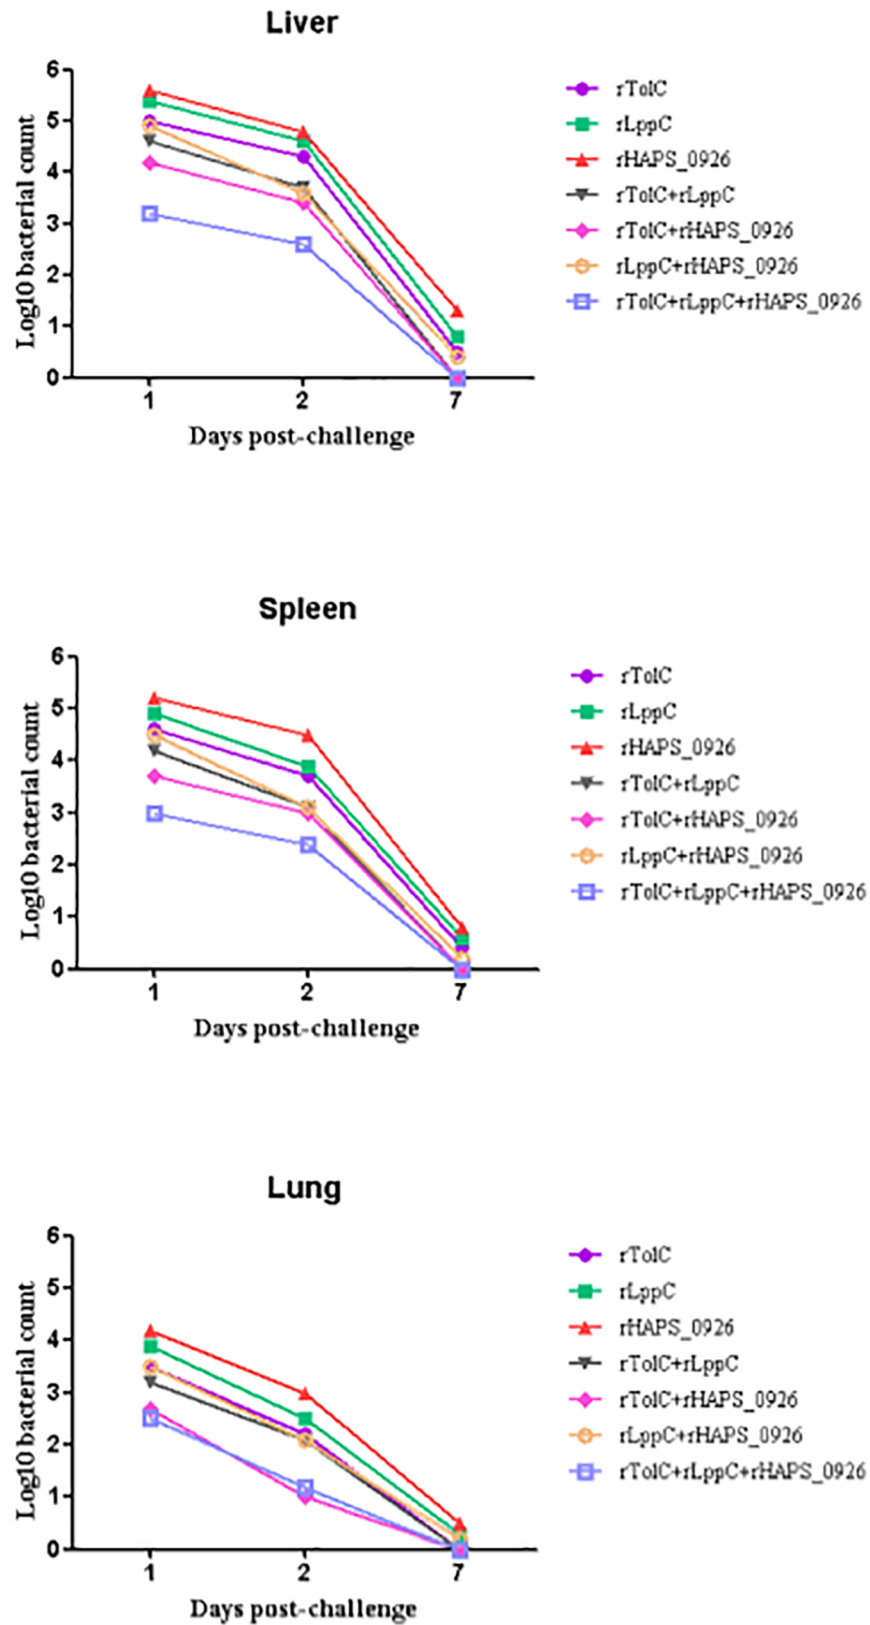 Liver
6
5
4
3
2
1
0
Log10 bacterial count
1 2 7
Days post-challenge
rTolC
rLppC
rHAPS_0926
rTolC+rLppC
rTolC+rHAPS_0926
rLppC+rHAPS_0926
rTolC+rLppC+rHAPS_0926
Spleen
6
5
4
3
2
1
0
Log10 bacterial count
1 2 7
Days post-challenge
rTolC
rLppC
rHAPS_0926
rTolC+rLppC
rTolC+rHAPS_0926
rLppC+rHAPS_0926
rTolC+rLppC+rHAPS_0926
Lung
6
5
4
3
2
1
0
Log10 bacterial count
1 2 7
Days post-challenge
rTolC
rLppC
rHAPS_0926
rTolC+rLppC
rTolC+rHAPS_0926
rLppC+rHAPS_0926
rTolC+rLppC+rHAPS_0926